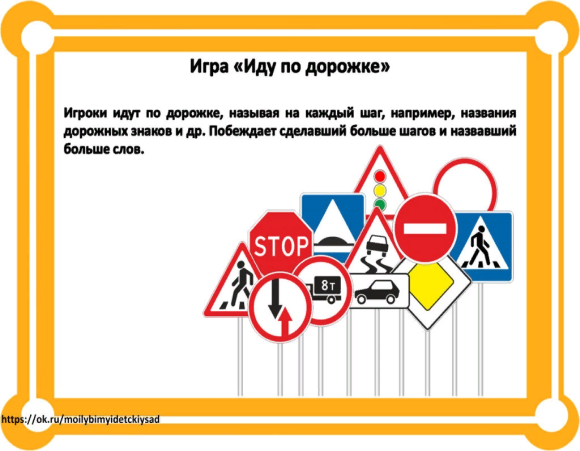 Игра «Иду по дорожке»
Игроки идут по дорожке, называя на каждый шаг, например, названия
дорожных знаков и др. Побеждает сделавший больше шагов и назвавший
больше слов.
STOP
8т
https://ok.ru/moilybimyidetckiysad